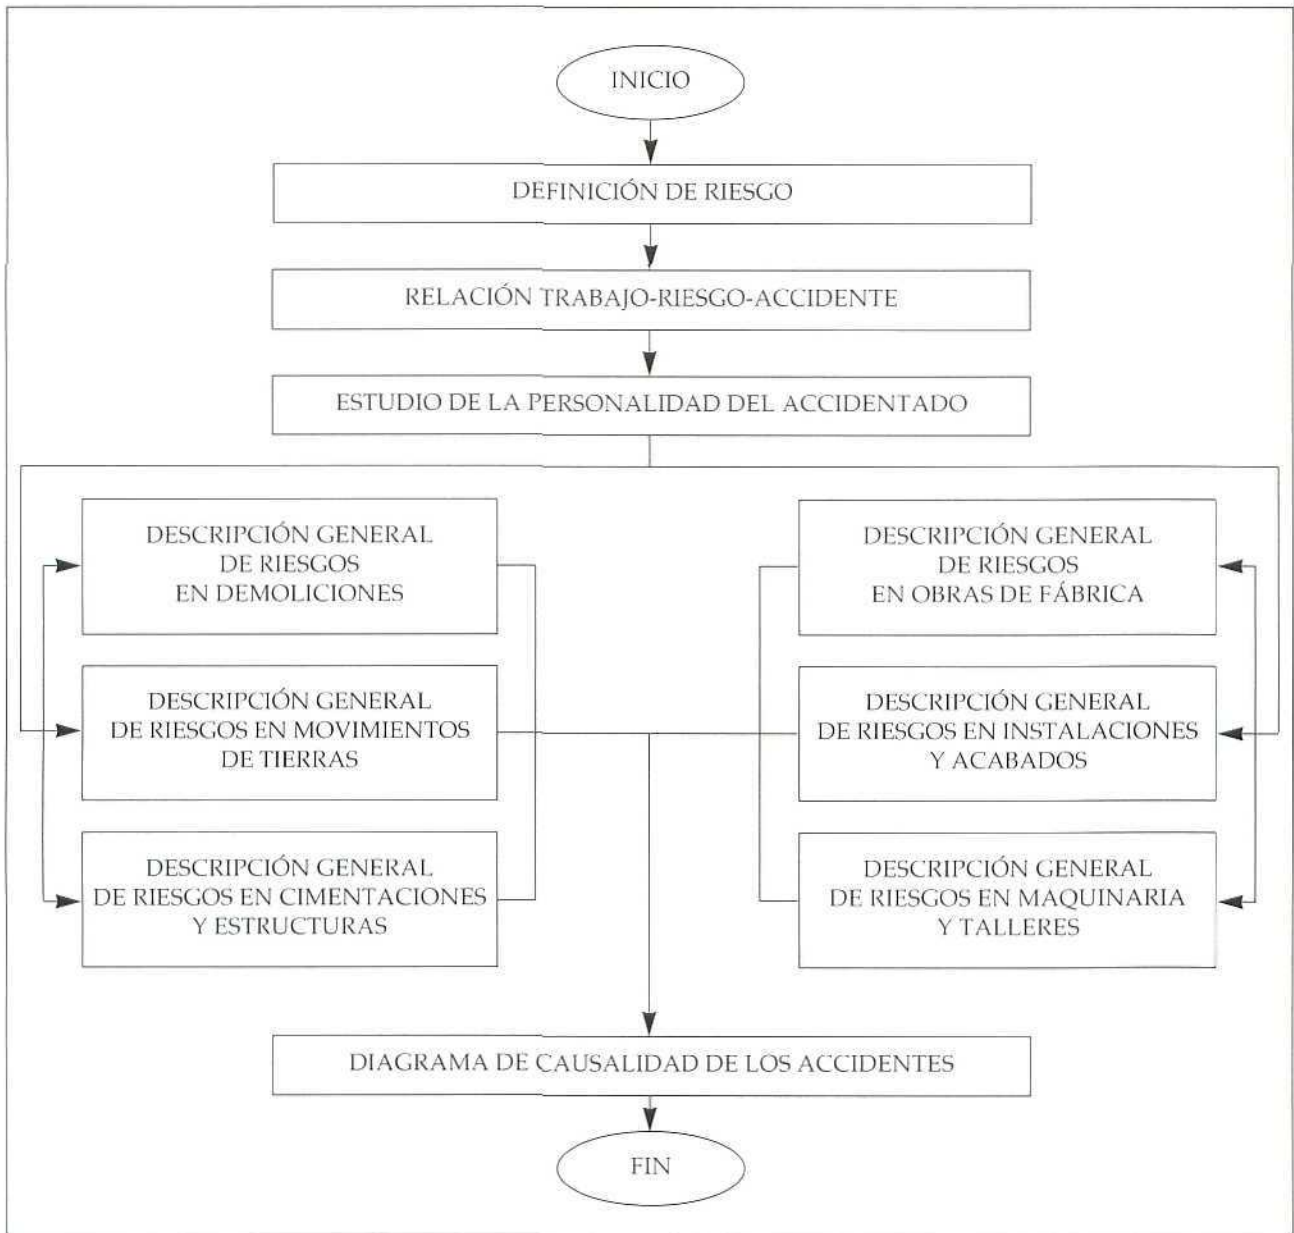 INICIO
DEFINICIÓN DE RIESGO
RELACIÓN TRABAJO-RIESGO-ACCIDENTE
ESTUDIO DE LA PERSONALIDAD DEL ACCIDENTADO
DESCRIPCIÓN GENERAL
DE RIESGOS
EN DEMOLICIONES
DESCRIPCIÓN GENERAL
DE RIESGOS EN MOVIMIENTOS
DE TIERRAS
DESCRIPCIÓN GENERAL
DE RIESGOS EN CIMENTACIONES
Y ESTRUCTURAS
DESCRIPCIÓN GENERAL
DE RIESGOS
EN OBRAS DE FÁBRICA
DESCRIPCIÓN GENERAL
DE RIESGOS EN INSTALACIONES
Y ACABADOS
DESCRIPCIÓN GENERAL
DE RIESGOS EN MAQUINARIA
Y TALLERES
DIAGRAMA DE CAUSALIDAD DE LOS ACCIDENTES
FIN